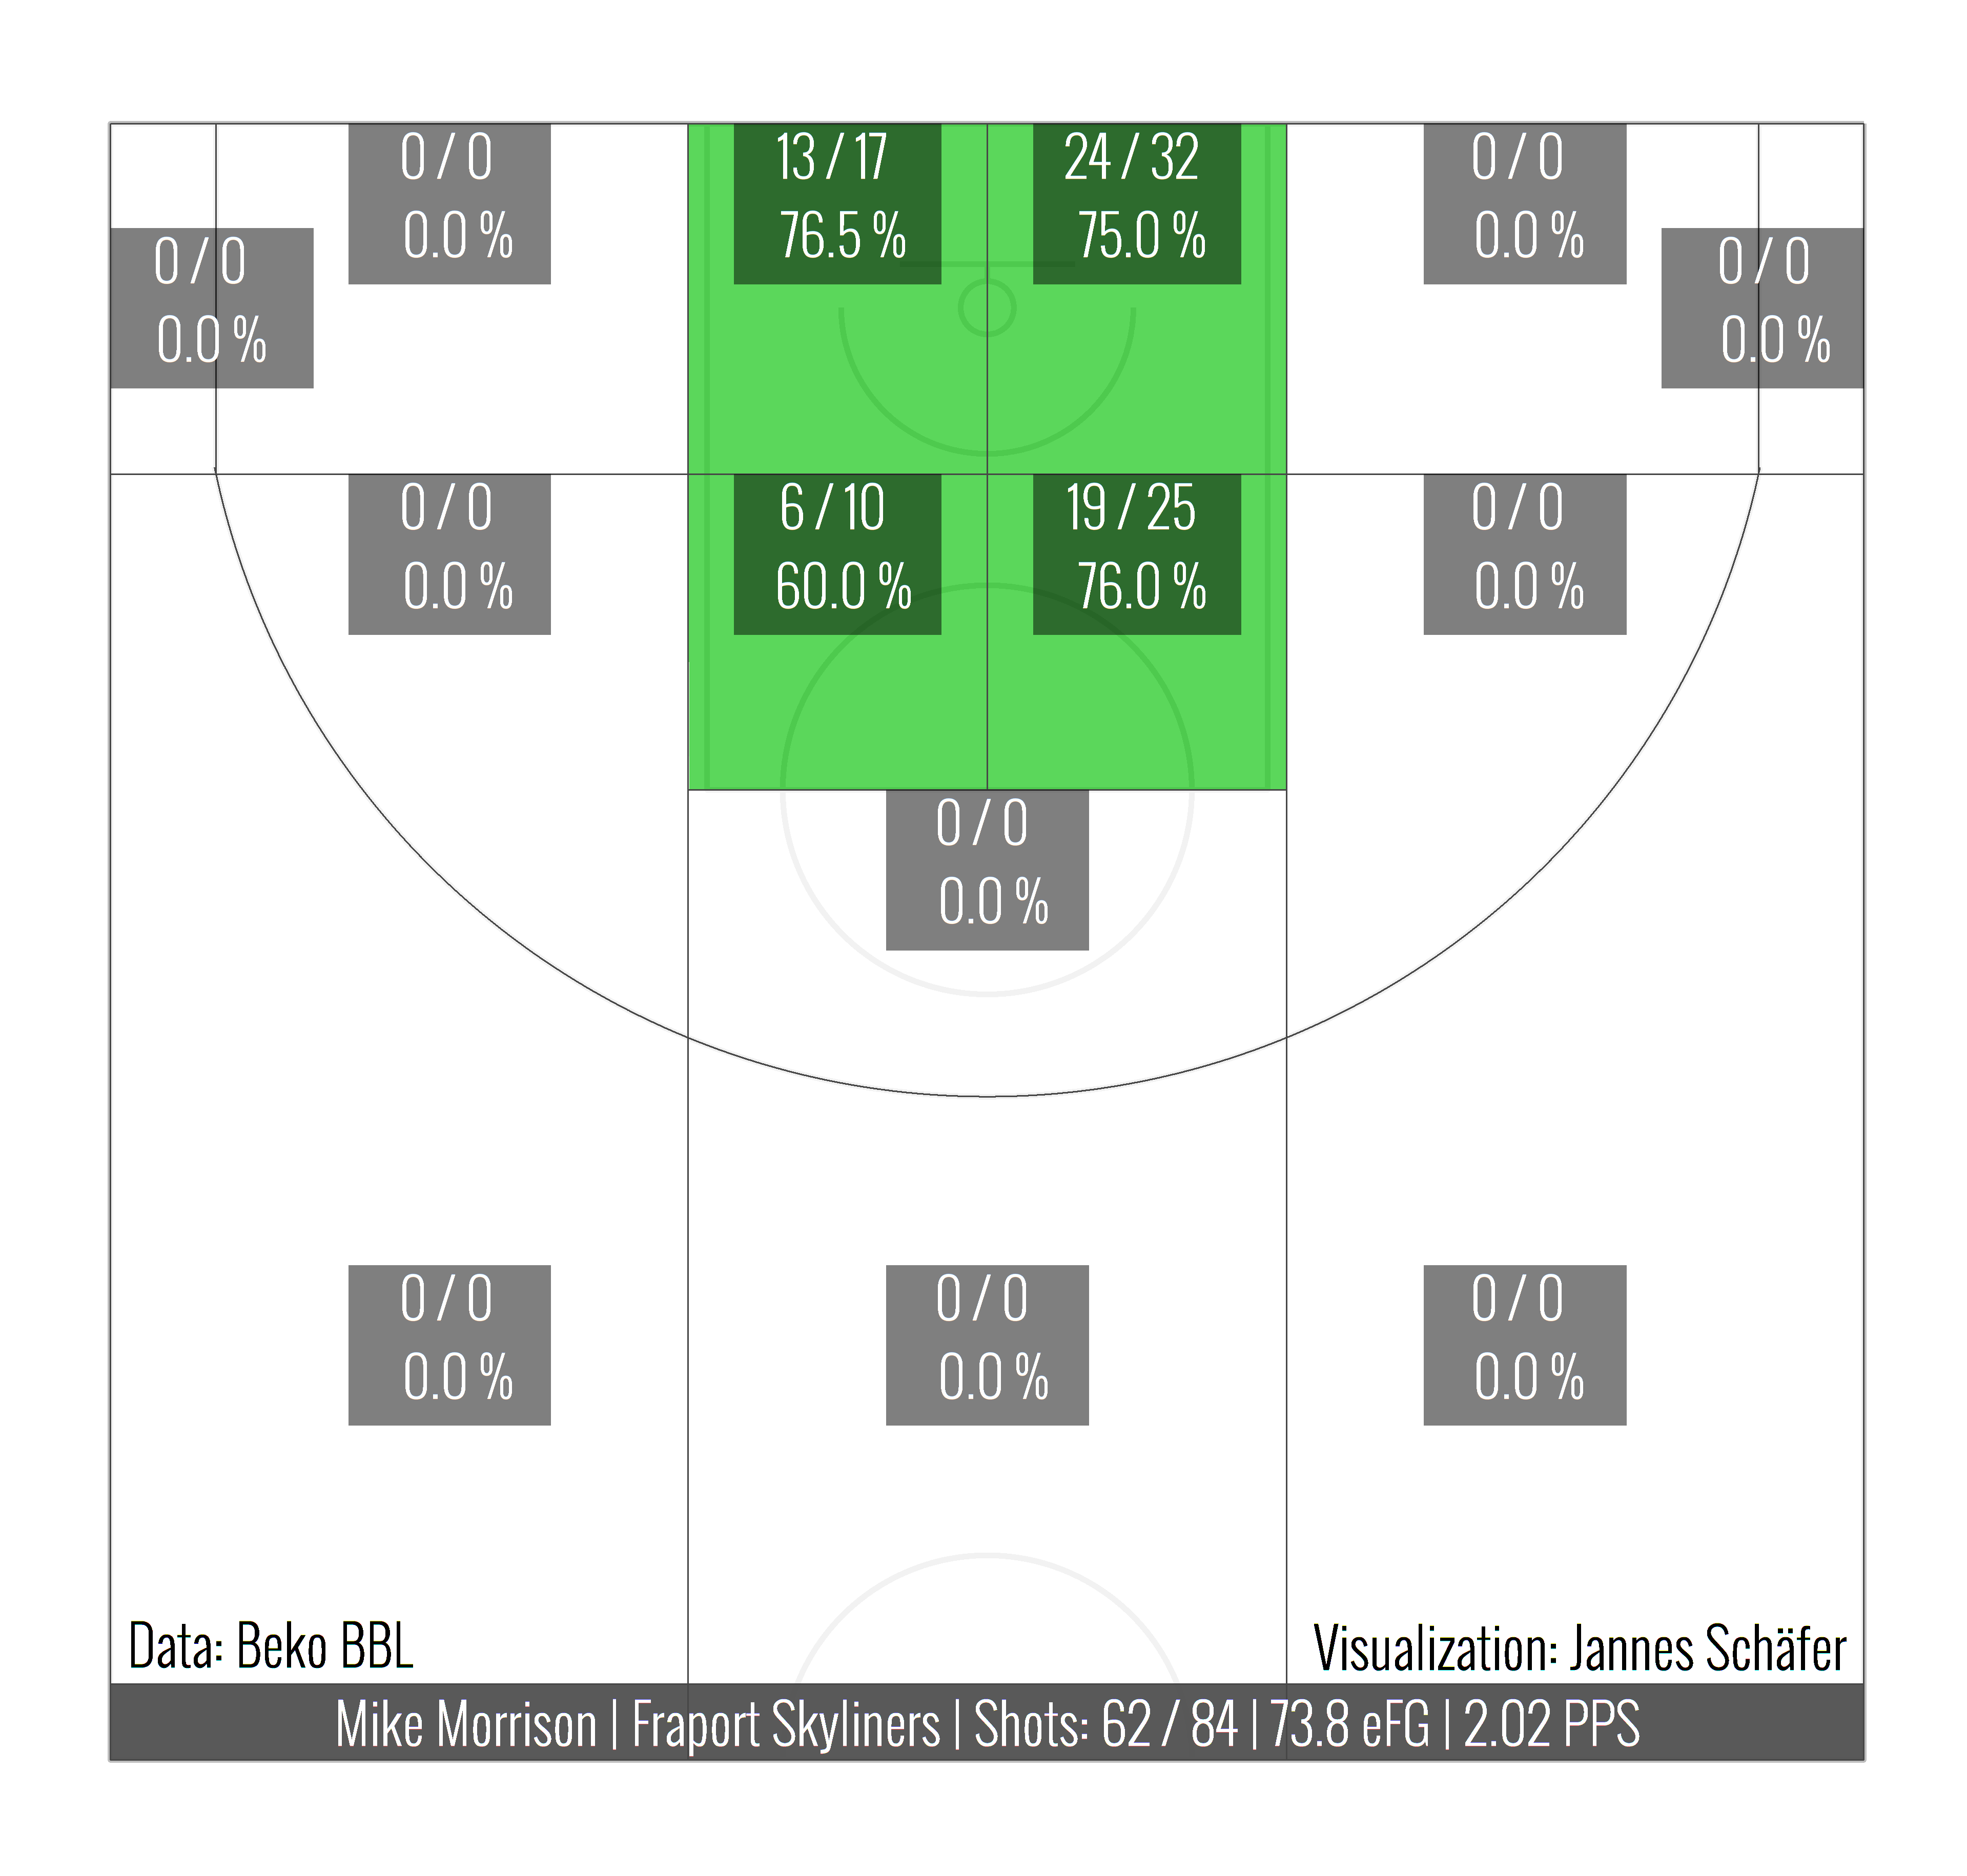 0 / 0
0.0 %
13 / 17
76.5 %
24 / 32
75.0 %
0 / 0
0.0 %
0 / 0
0.0 %
0 / 0
0.0 %
0 / 0
0.0 %
6 / 10
60.0 %
19 / 25
76.0 %
0 / 0
0.0 %
0 / 0
0.0 %
0 / 0
0.0 %
0 / 0
0.0 %
0 / 0
0.0 %
Data: Beko BBL
Visualization: Jannes Schäfer
Mike Morrison | Fraport Skyliners | Shots: 62 / 84 | 73.8 eFG | 2.02 PPS